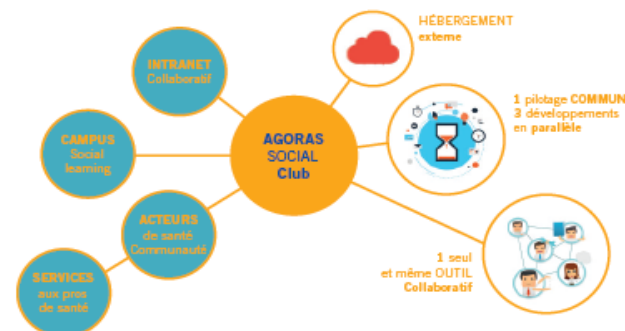 HÉBERGEMENT
externe
INTRANET
Collaboratif
1 pilotage COMMUN
3 développements
en parallèle
AGORAS
SOCIAL
Club
CAMPUS
Social
learning
ACTEURS
de santé
Communauté
1 seul
et même OUTIL
Collaboratif
SERVICES
aux pros
de santé